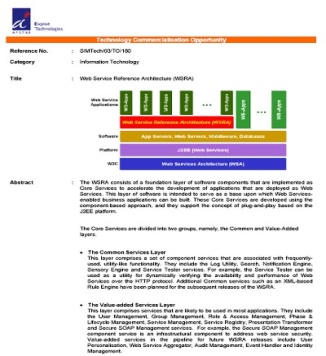 Exploit
Technologies
Technology Commercialisation Opportunity
Reference No. : SIMTech/03/TO/160
Category : Information Technology
Title : Web Service Reference Architecture (WSRA)
Web Service
Applications
WS-Apps WS-Apps WS-Apps WS-Apps WS-Apps ... WS-Apps ... WS-Apps
Web Service Reference Architecture (WSRA)
Software App Servers, Web Servers, Middleware, Databases
Platform J2EE (Web Services)
W3C Web Services Architecture (WSA)
Abstract : The WSRA consists of a foundation layer of software components that are implemented as
Core Services to accelerate the development of applications that are deployed as Web
Services. This layer of software is intended to serve as a base upon which Web Services-
enabled business applications can be built. These Core Services are developed using the
component-based approach, and they support the concept of plug-and-play based on the
J2EE platform.
The Core Services are divided into two groups, namely, the Common and Value-Added
layers.
• The Common Services Layer
This layer comprises a set of component services that are associated with frequently-
used, utility-like functionality. They include the Log Utility, Search, Notification Engine,
Sensory Engine and Service Tester services. For example, the Service Tester can be
used as a utility for dynamically verifying the availability and performance of Web
Services over the HTTP protocol. Additional Common services such as an XML-based
Rule Engine have been planned for the subsequent releases of the WSRA.
• The Value-added Services Layer
This layer comprises services that are likely to be used in most applications. They include
the User Management, Group Management, Role & Access Management, Phase &
Lifecycle Management, Service Management, Service Registry, Presentation Transformer
and Secure SOAP Management services. For example, the Secure SOAP Management
component service is an infrastructural component to address web service security.
Value-added services in the pipeline for future WSRA releases include User
Personalisation, Web Service Aggregator, Audit Management, Event Handler and Identity
Management.